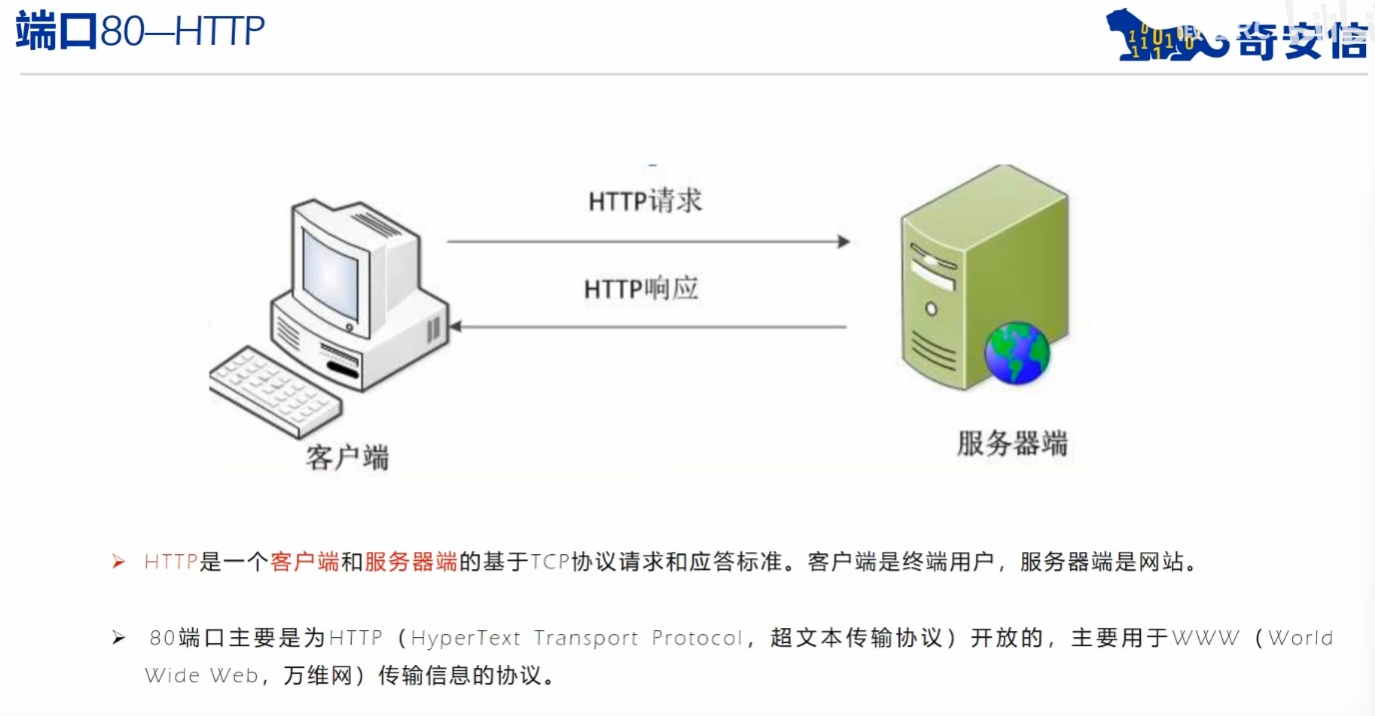 端口80—HTTP
奇安信
HTTP请求
HTTP响应
客户端
服务器端
HTTP是一个客户端和服务器端的基于TCP协议请求和应答标准。客户端是终端用户，服务器端是网站。
80端口主要是为HTTP（HyperText Transport Protocol，超文本传输协议）开放的，主要用于WWW（World
Wide Web，万维网）传输信息的协议。